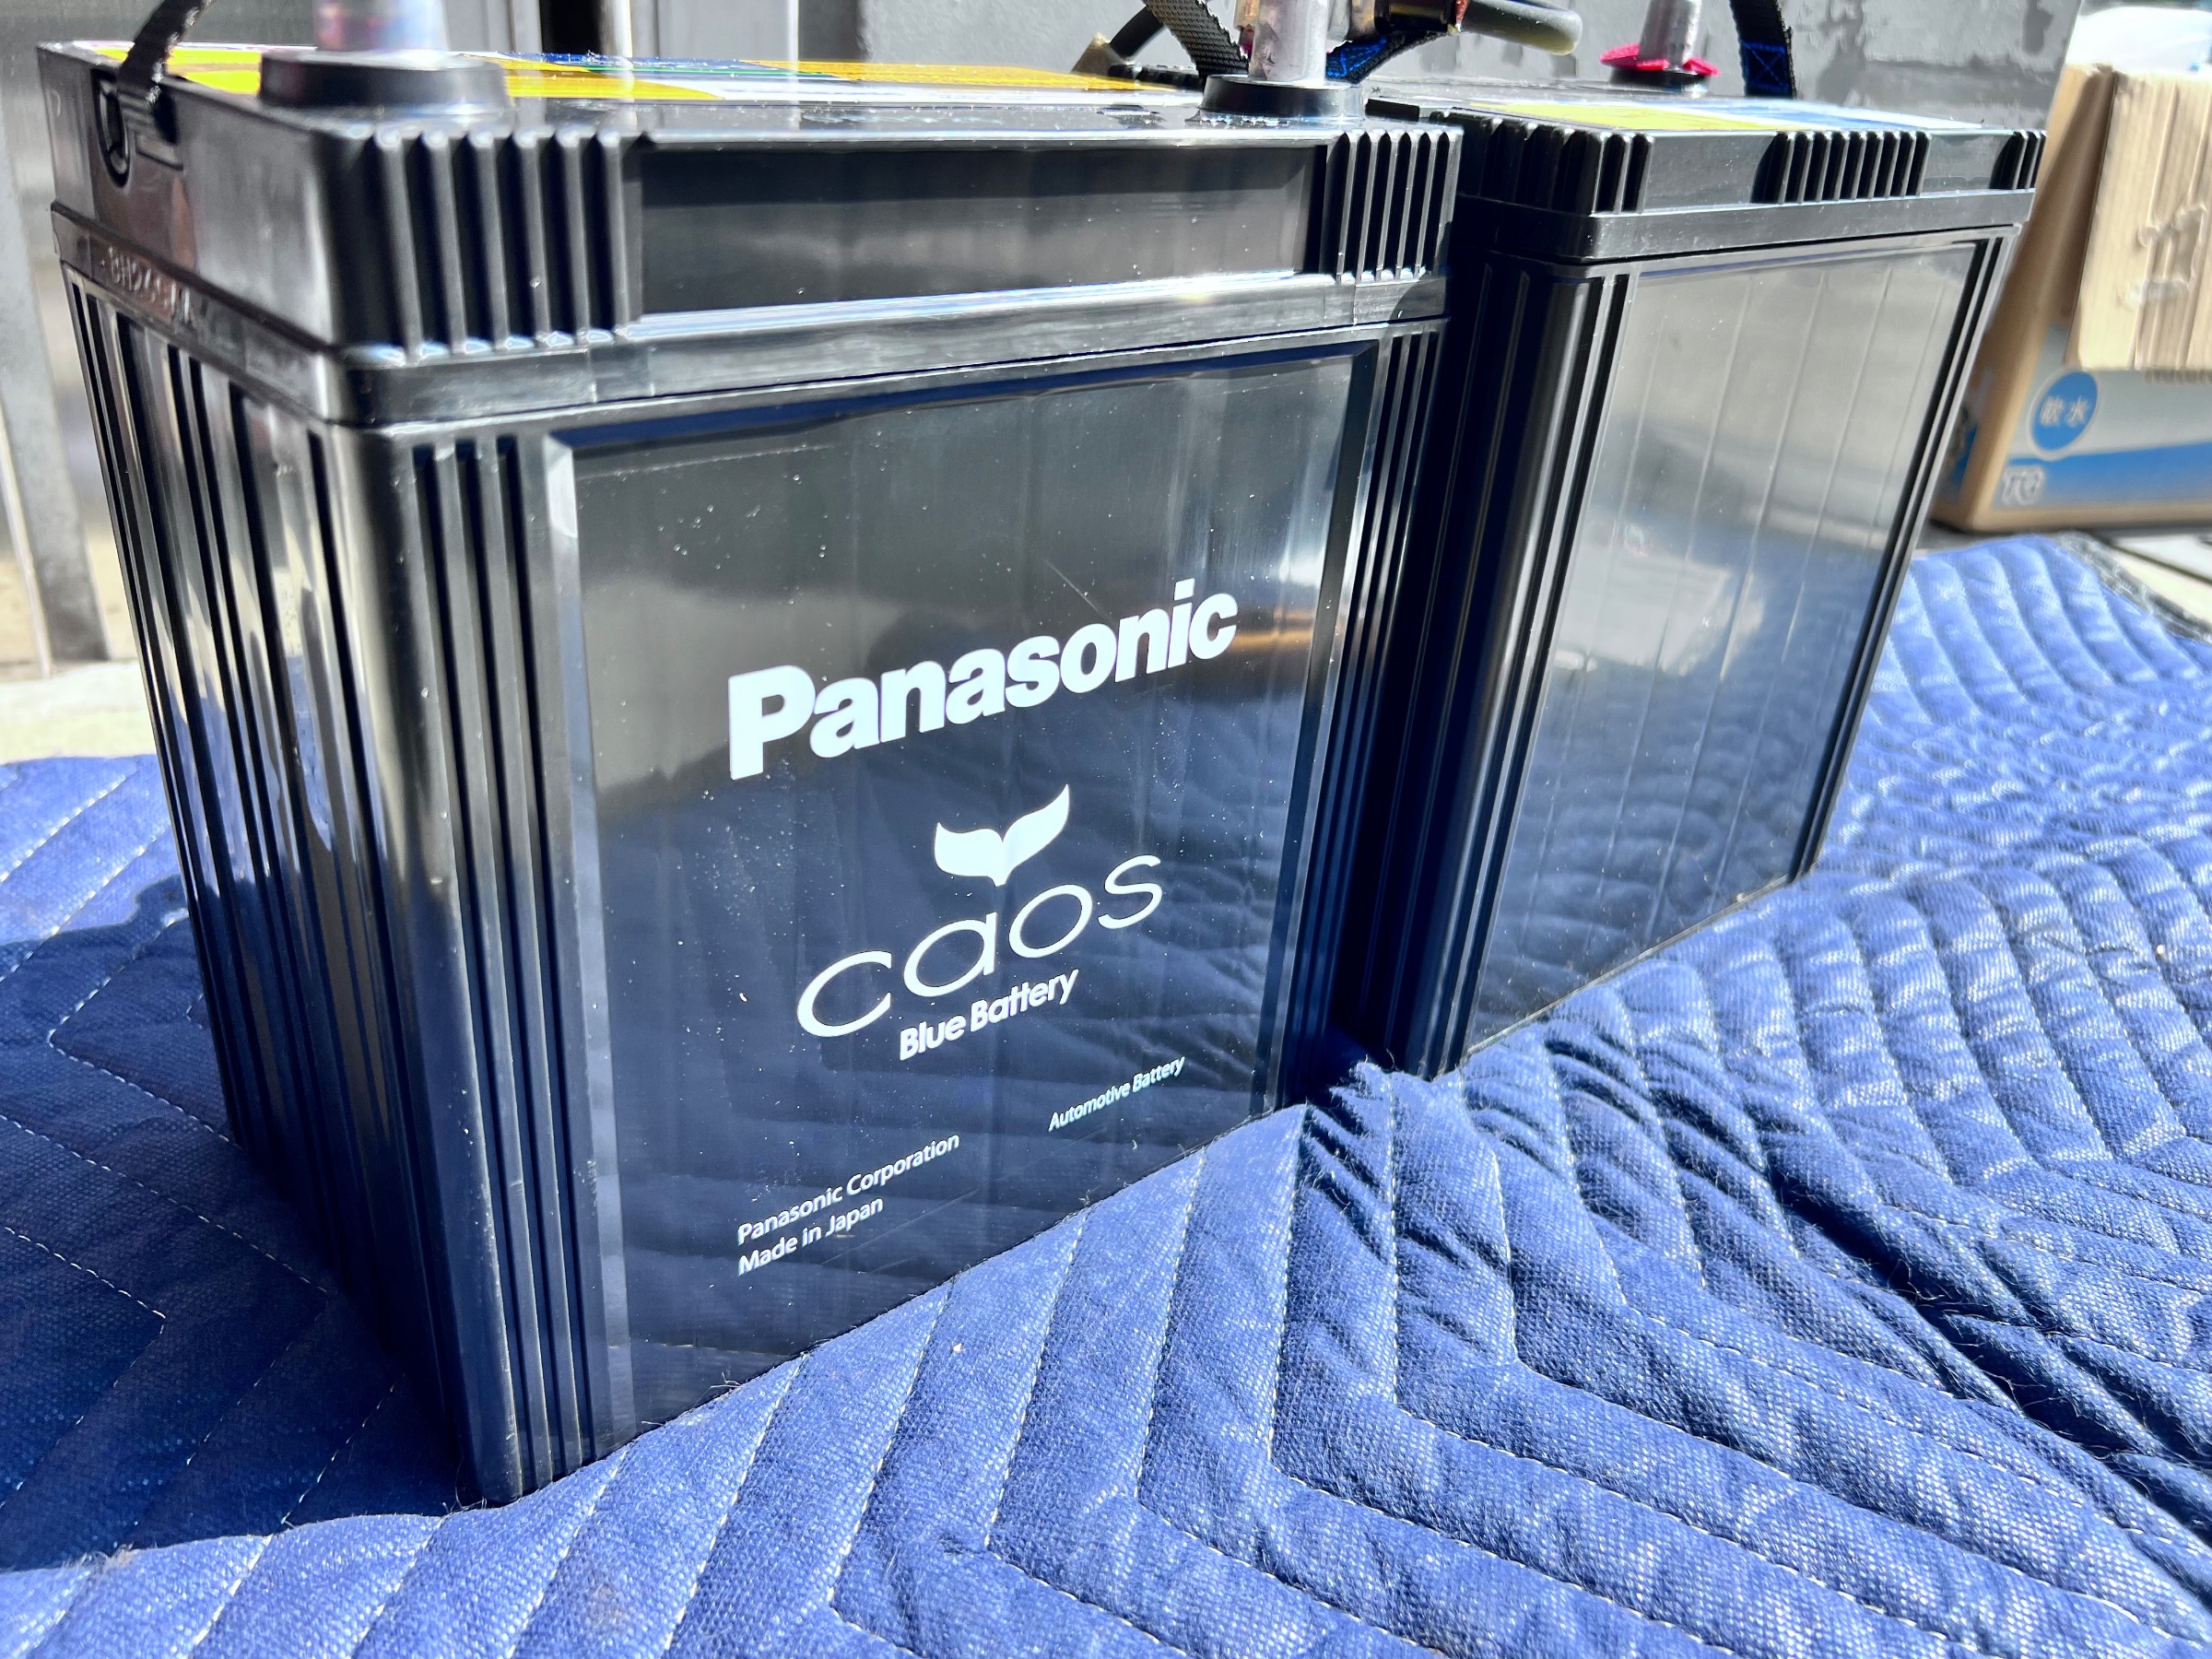 Panasonic
caos
Blue Battery
Automotive Battery
Panasonic Corporation
Made in Japan
軟水